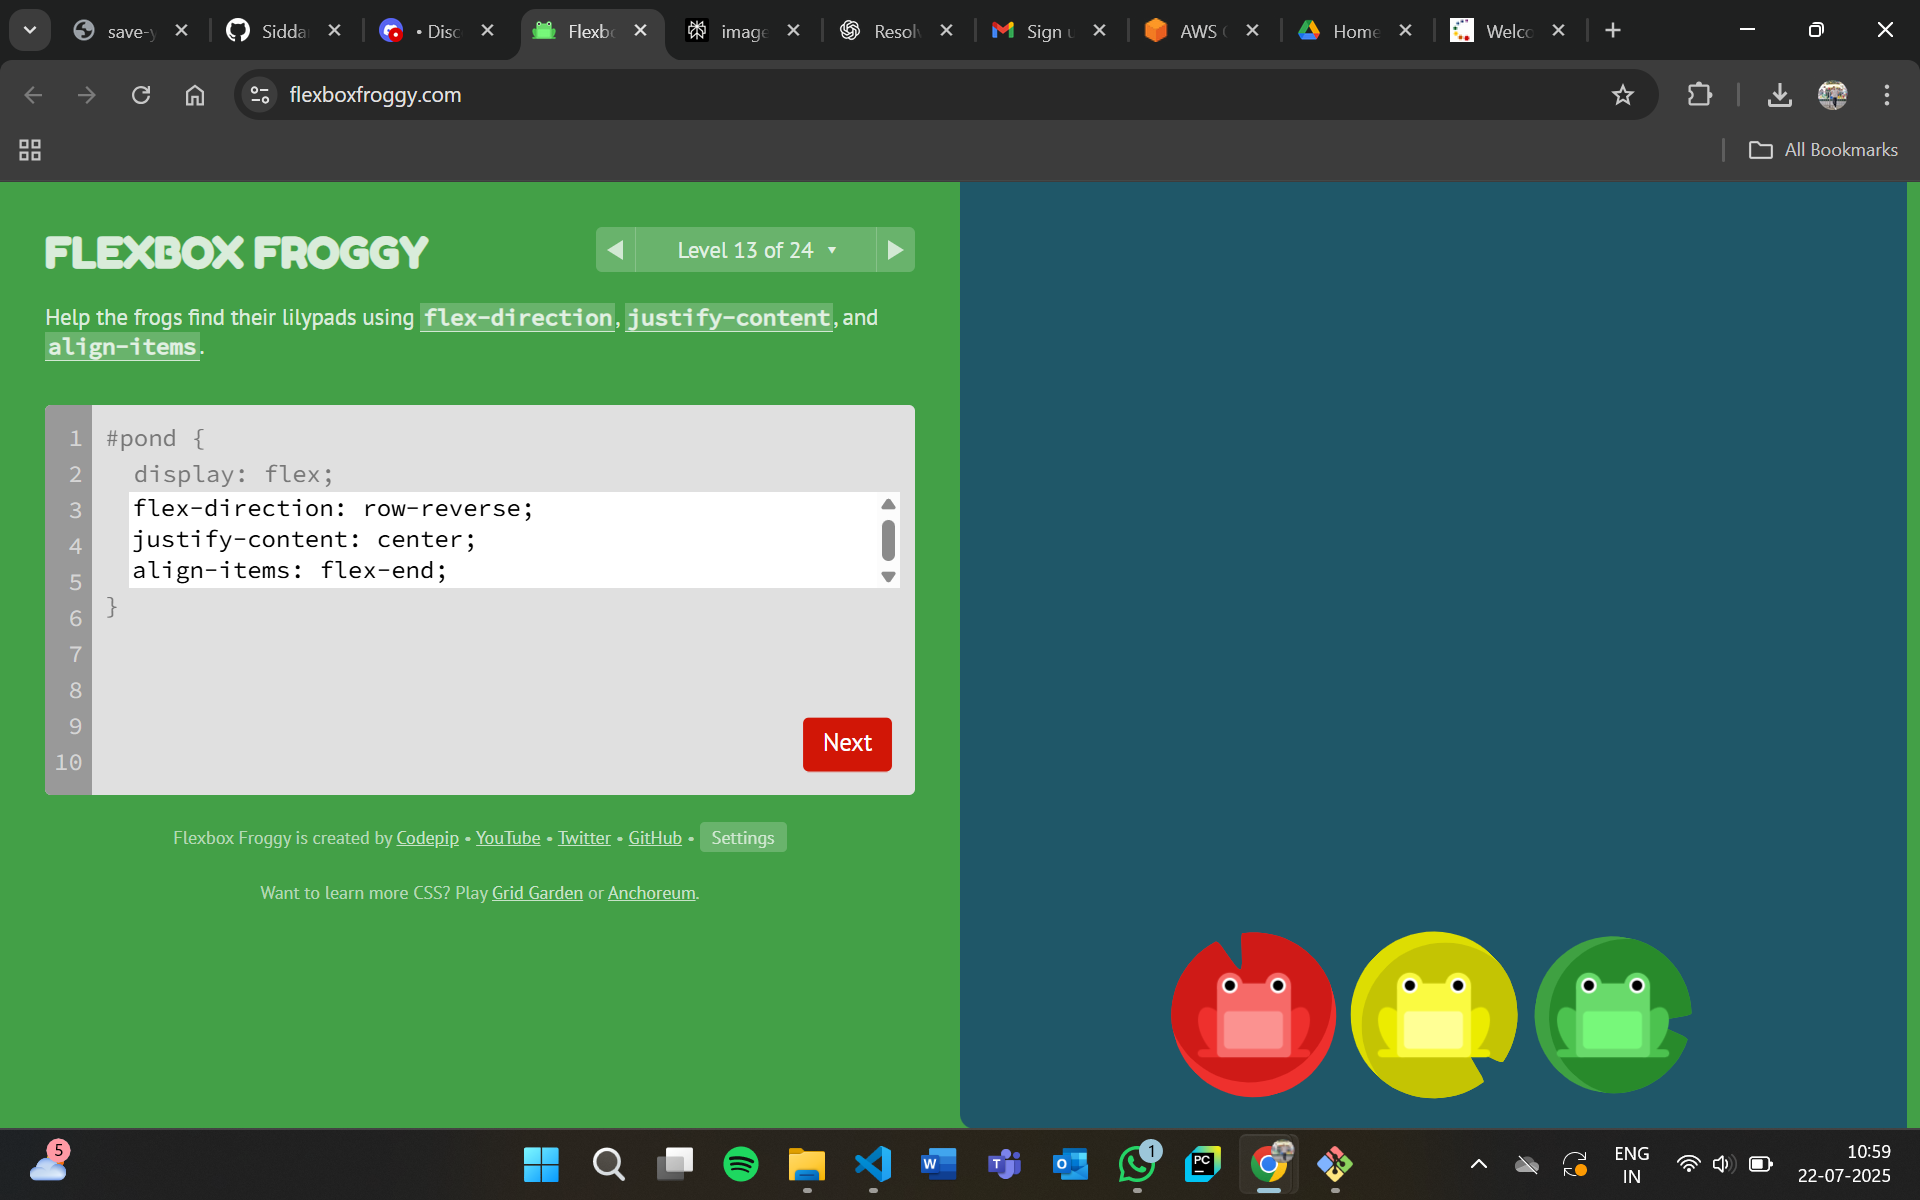 save-y
Sidda
• Disc
Flexbo
image
Resolv
Sign u
AWS
Home
Welco
flexboxfroggy.com
All Bookmarks
FLEXBOX FROGGY
Level 13 of 24
Help the frogs find their lilypads using flex-direction, justify-content, and
align-items.
1 #pond {
2 display: flex;
3 flex-direction: row-reverse;
4 justify-content: center;
5 align-items: flex-end;
6 }
7
8
9
10
Next
Flexbox Froggy is created by Codepip • YouTube • Twitter • GitHub • Settings
Want to learn more CSS? Play Grid Garden or Anchoreum.
5
W
T
O
1
PC
ENG
IN
10:59
22-07-2025